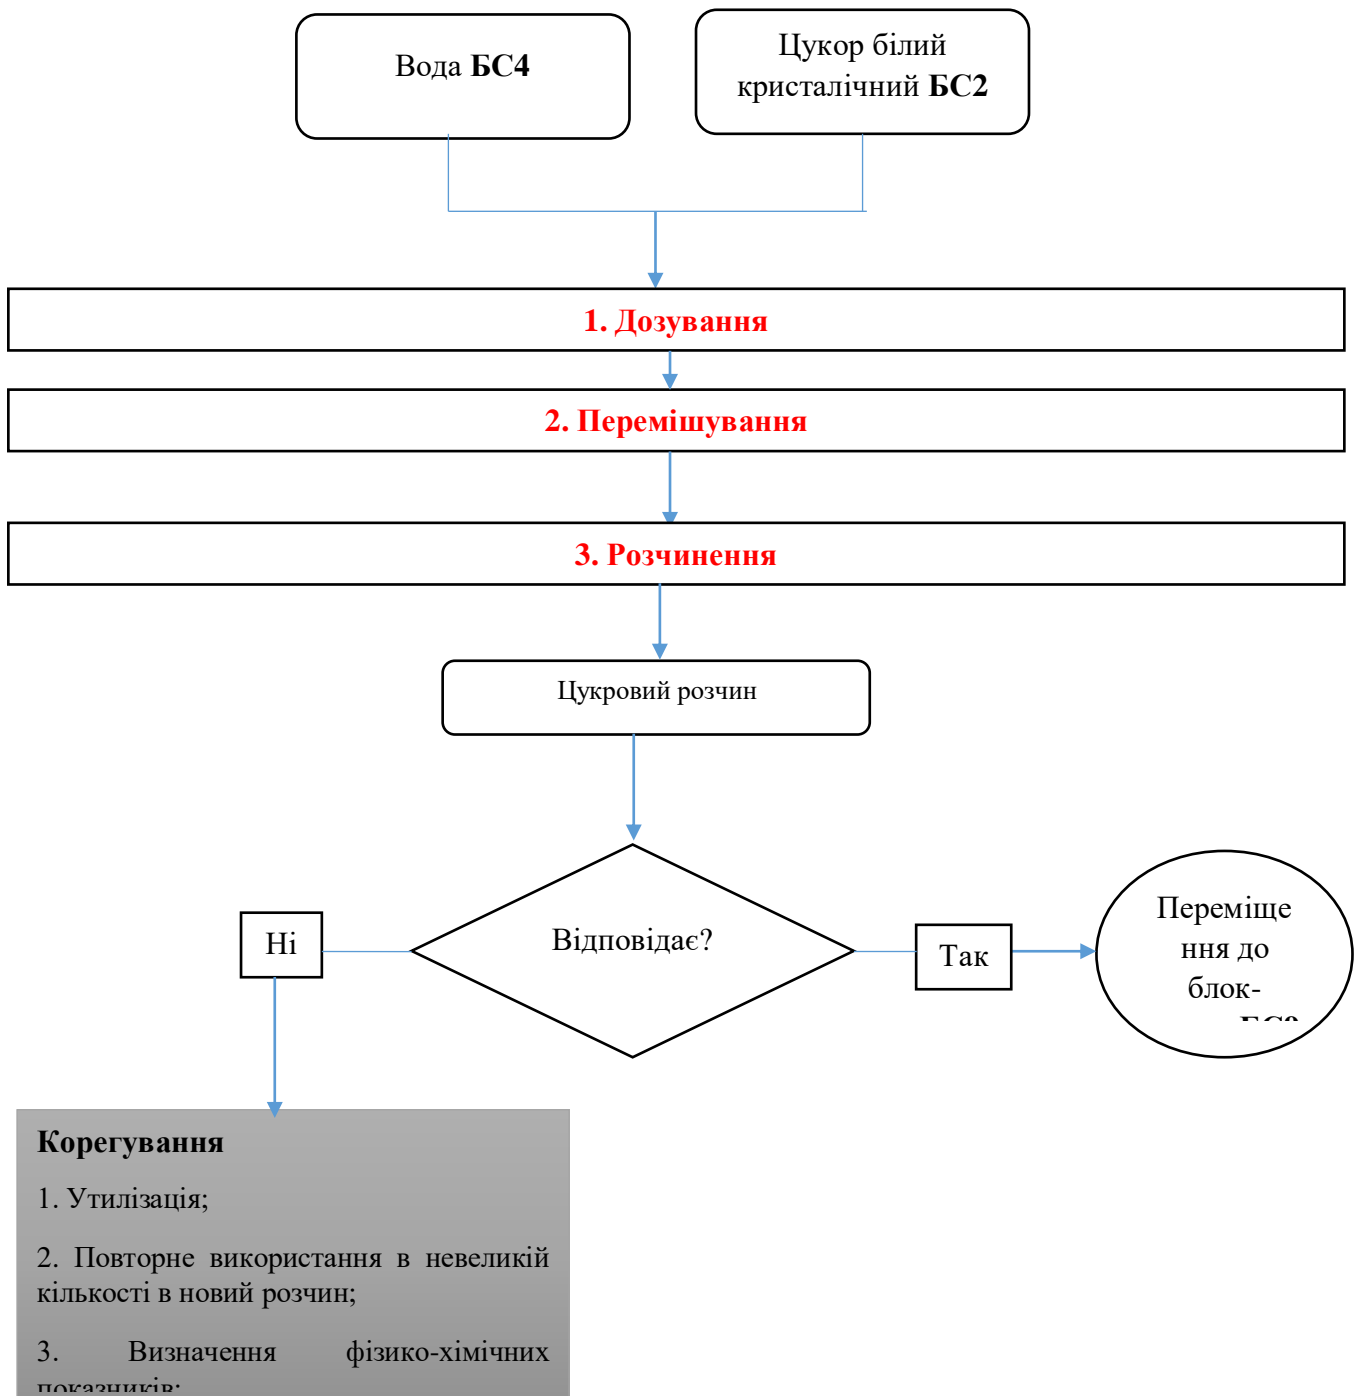 Вода БС4
Цукор білий
кристалічний БС2
1. Дозування
2. Перемішування
3. Розчинення
Цукровий розчин
Відповідає?
Ні
Так
Переміще
ння до
блок-
Корегування
1. Утилізація;
2. Повторне використання в невеликій
кількості в новий розчин;
3. Визначення фізико-хімічних
показників;